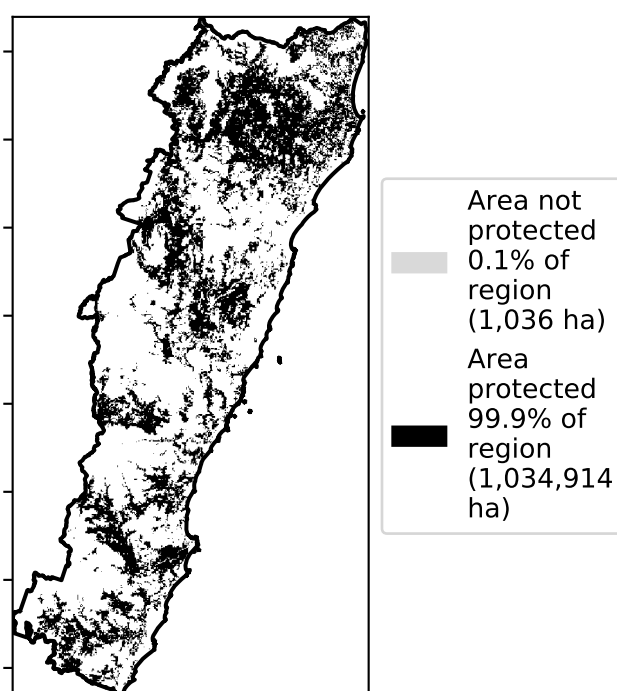 Area not
protected
0.1% of
region
(1,036 ha)
Area
protected
99.9% of
region
(1,034,914
ha)